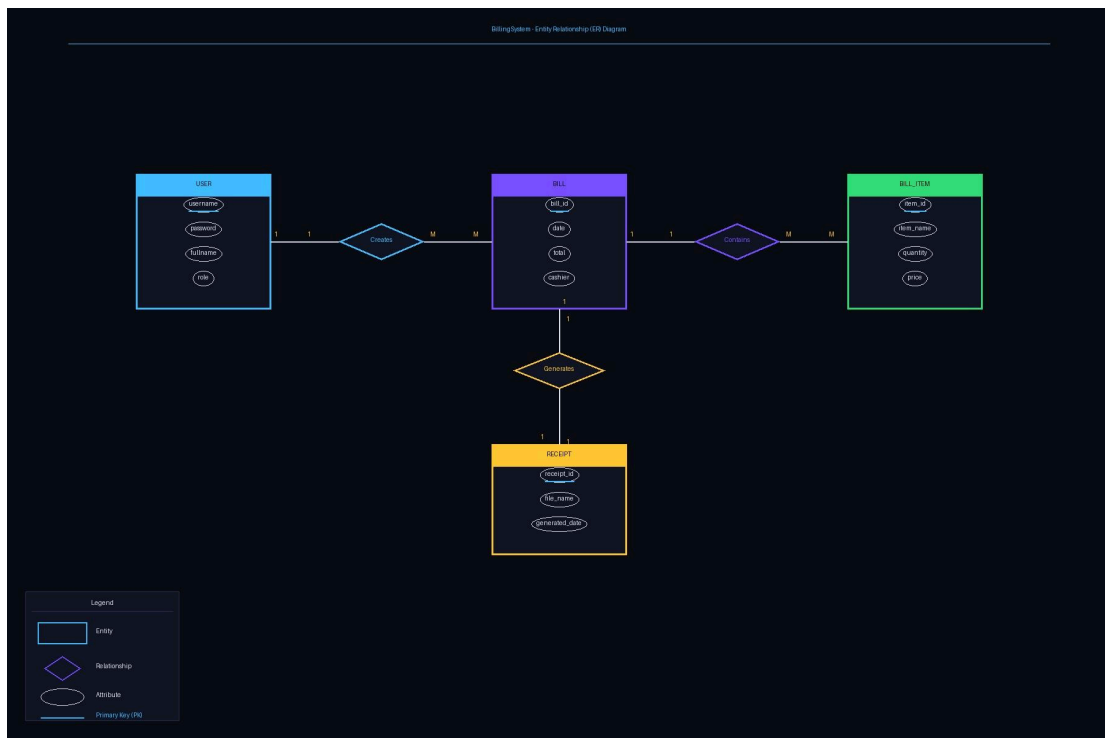 Billing System - Entity Relationship (ER) Diagram
USER
username
password
fullname
role
1
1
Creates
M
M
BILL
bill_id
date
total
cashier
1
1
Contains
M
M
BILL_ITEM
item_id
item_name
quantity
price
1
1
Generates
1
1
RECEIPT
receipt_id
file_name
generated_date
Legend
Entity
Relationship
Attribute
Primary Key (PK)